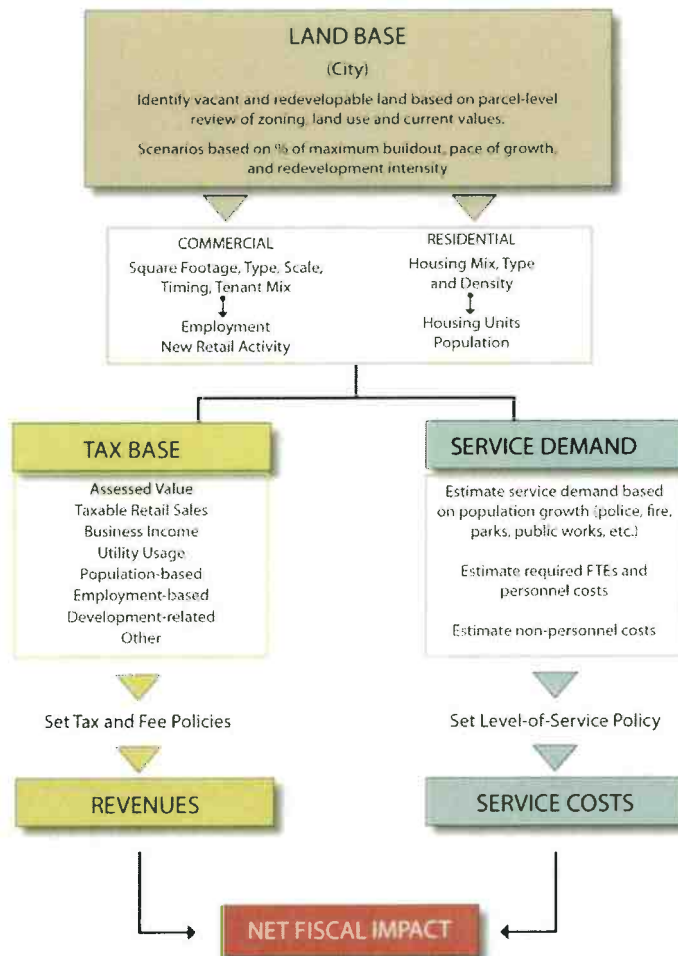 LAND BASE
(City)
Identify vacant and redevelopable land based on parcel-level
review of zoning, land use and current values.
Scenarios based on % of maximum buildout, pace of growth,
and redevelopment intensity
COMMERCIAL
Square Footage, Type, Scale,
Timing, Tenant Mix
Employment
New Retail Activity
RESIDENTIAL
Housing Mix, Type
and Density
Housing Units
Population
TAX BASE
Assessed Value
Taxable Retail Sales
Business Income
Utility Usage
Population-based
Employment-based
Development-related
Other
Set Tax and Fee Policies
REVENUES
SERVICE DEMAND
Estimate service demand based
on population growth (police, fire,
parks, public works, etc.)
Estimate required FTEs and
personnel costs
Estimate non-personnel costs
Set Level-of-Service Policy
SERVICE COSTS
NET FISCAL IMPACT